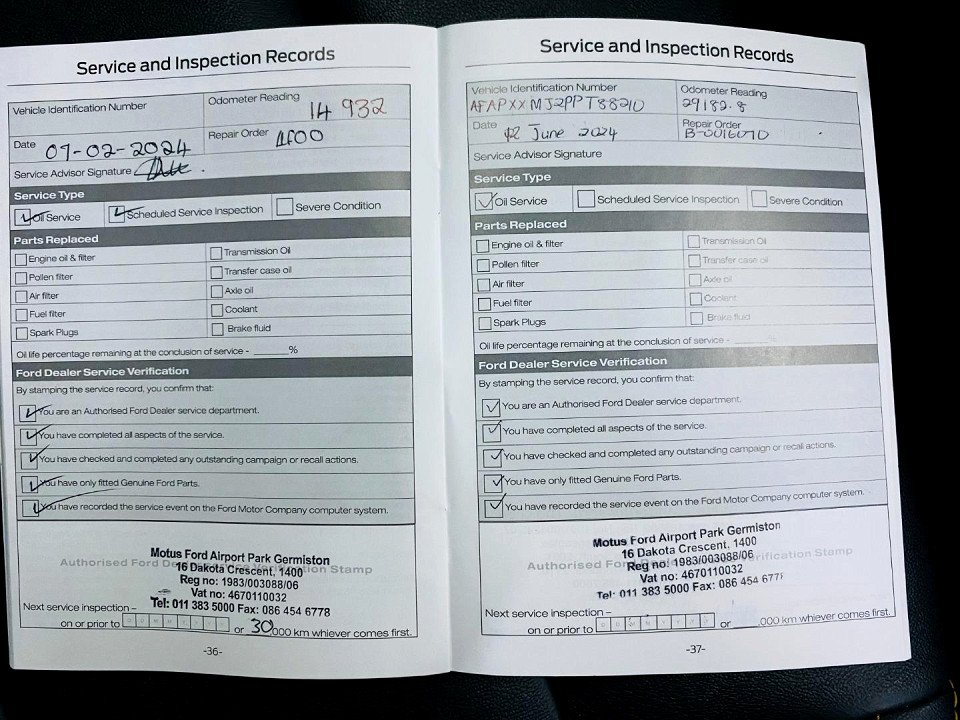 Service and Inspection Records
Vehicle Identification Number
Odometer Reading
14 932
Date 07-02-2024
Repair Order
Service Advisor Signature
Service Type
Oil Service
Scheduled Service Inspection
Severe Condition
Parts Replaced
Engine oil & filter
Transmission Oil
Pollen filter
Transfer case oil
Air filter
Axle oil
Fuel filter
Coolant
Spark Plugs
Brake fluid
Oil life percentage remaining at the conclusion of service - ______%
Ford Dealer Service Verification
By stamping the service record, you confirm that:
You are an Authorised Ford Dealer service department.
You have completed all aspects of the service.
You have checked and completed any outstanding campaign or recall actions.
You have only fitted Genuine Ford Parts.
You have recorded the service event on the Ford Motor Company computer system.
Motus Ford Airport Park Germiston
Authorised Ford De 16 Dakota Crescent, 1400 ion Stamp
Reg no: 1983/003088/06
Vat no: 4670110032
Tel: 011 383 5000 Fax: 086 454 6778
Next service inspection –
on or prior to D D M M Y Y Y Y or 30,000 km whiever comes first.
-36-
Service and Inspection Records
Vehicle Identification Number
Odometer Reading
29182.8
Date June 2024
Repair Order
B-0016070
Service Advisor Signature
Service Type
Oil Service
Scheduled Service Inspection
Severe Condition
Parts Replaced
Engine oil & filter
Transmission Oil
Pollen filter
Transfer case oil
Air filter
Axle oil
Fuel filter
Coolant
Spark Plugs
Brake fluid
Oil life percentage remaining at the conclusion of service - ______%
Ford Dealer Service Verification
By stamping the service record, you confirm that:
You are an Authorised Ford Dealer service department.
You have completed all aspects of the service.
You have checked and completed any outstanding campaign or recall actions.
You have only fitted Genuine Ford Parts.
You have recorded the service event on the Ford Motor Company computer system.
Motus Ford Airport Park Germiston
16 Dakota Crescent, 1400
Authorised For Reg no: 1983/003088/06 rification Stamp
Vat no: 4670110032
Tel: 011 383 5000 Fax: 086 454 677
Next service inspection –
on or prior to D D M M Y Y Y Y or ____,000 km whiever comes first.
-37-